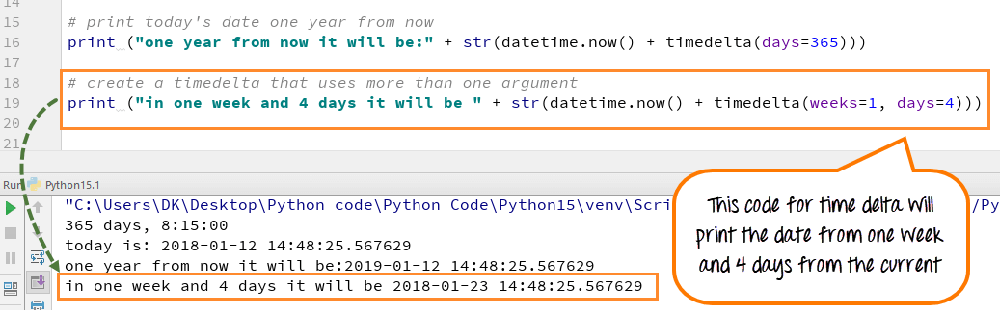 14
15 # print today's date one year from now
16 print ("one year from now it will be:" + str(datetime.now() + timedelta(days=365)))
17
18 # create a timedelta that uses more than one argument
19 print ("in one week and 4 days it will be " + str(datetime.now() + timedelta(weeks=1, days=4)))
20
21
Run Python15.1
"C:\Users\DK\Desktop\Python code\Python Code\Python15\venv\Scri /Py
365 days, 8:15:00
today is: 2018-01-12 14:48:25.567629
one year from now it will be:2019-01-12 14:48:25.567629
in one week and 4 days it will be 2018-01-23 14:48:25.567629
This code for time delta will
print the date from one week
and 4 days from the current